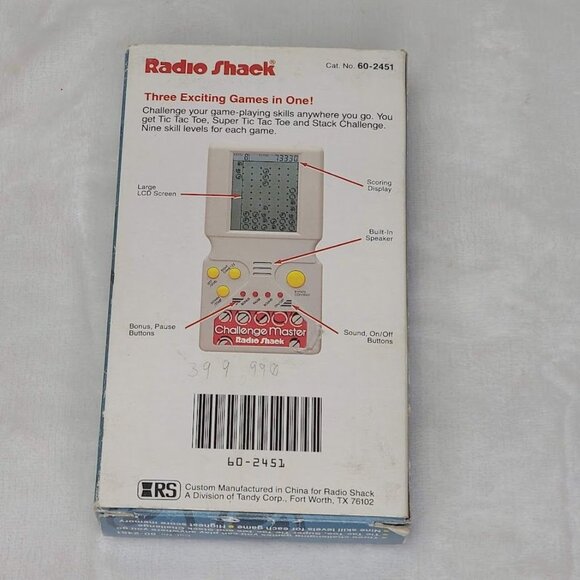 Radio Shack®
Cat. No. 60-2451
Three Exciting Games in One!
Challenge your game-playing skills anywhere you go. You
get Tic Tac Toe, Super Tic Tac Toe and Stack Challenge.
Nine skill levels for each game.
Large
LCD Screen
73330
Scoring
Display
Built-In
Speaker
Bonus, Pause
Buttons
Sound, On/Off
Buttons
Challenge Master
Radio Shack
399 990
60-2451
RS
Custom Manufactured in China for Radio Shack
A Division of Tandy Corp., Fort Worth, TX 76102
60-2451